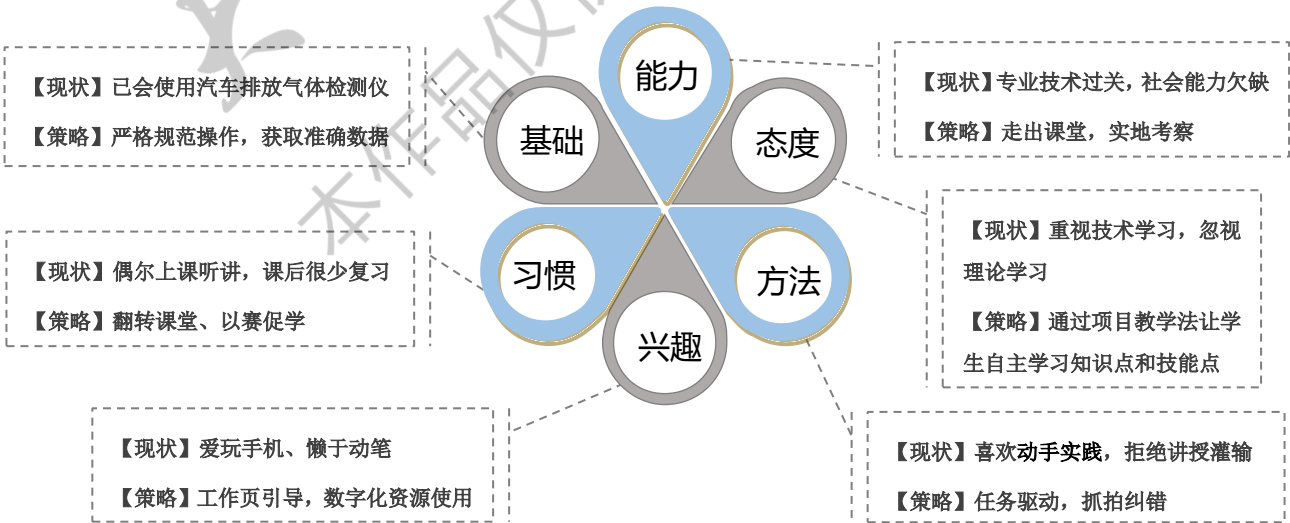 能力
基础
态度
习惯
方法
兴趣
【现状】已会使用汽车排放气体检测仪
【策略】严格规范操作，获取准确数据
【现状】专业技术过关，社会能力欠缺
【策略】走出课堂，实地考察
【现状】重视技术学习，忽视
理论学习
【策略】通过项目教学法让学
生自主学习知识点和技能点
【现状】偶尔上课听讲，课后很少复习
【策略】翻转课堂、以赛促学
【现状】爱玩手机、懒于动笔
【策略】工作页引导，数字化资源使用
【现状】喜欢动手实践，拒绝讲授灌输
【策略】任务驱动，抓拍纠错
本作品仅